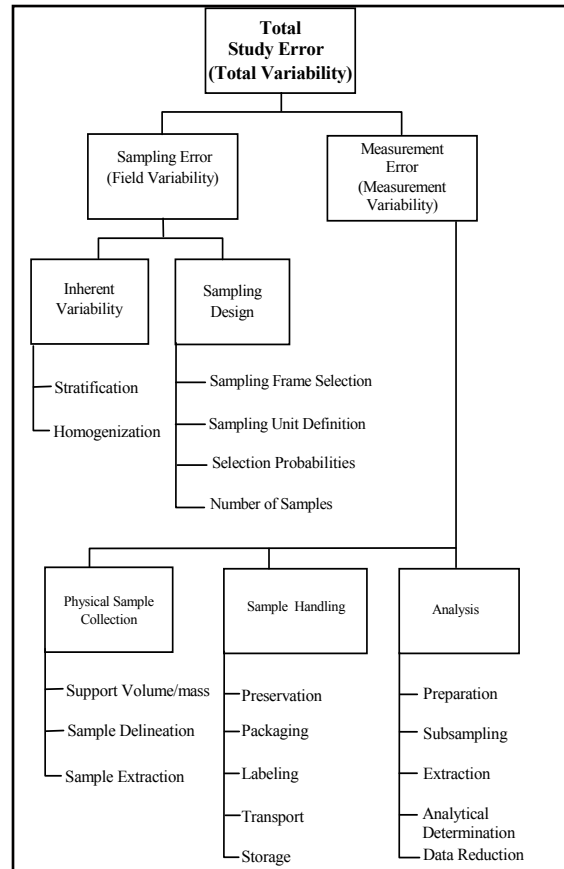 Total
Study Error
(Total Variability)
Sampling Error
(Field Variability)
Measurement
Error
(Measurement
Variability)
Inherent
Variability
Sampling
Design
Stratification
Homogenization
Sampling Frame Selection
Sampling Unit Definition
Selection Probabilities
Number of Samples
Physical Sample
Collection
Sample Handling
Analysis
Support Volume/mass
Sample Delineation
Sample Extraction
Preservation
Packaging
Labeling
Transport
Storage
Preparation
Subsampling
Extraction
Analytical
Determination
Data Reduction